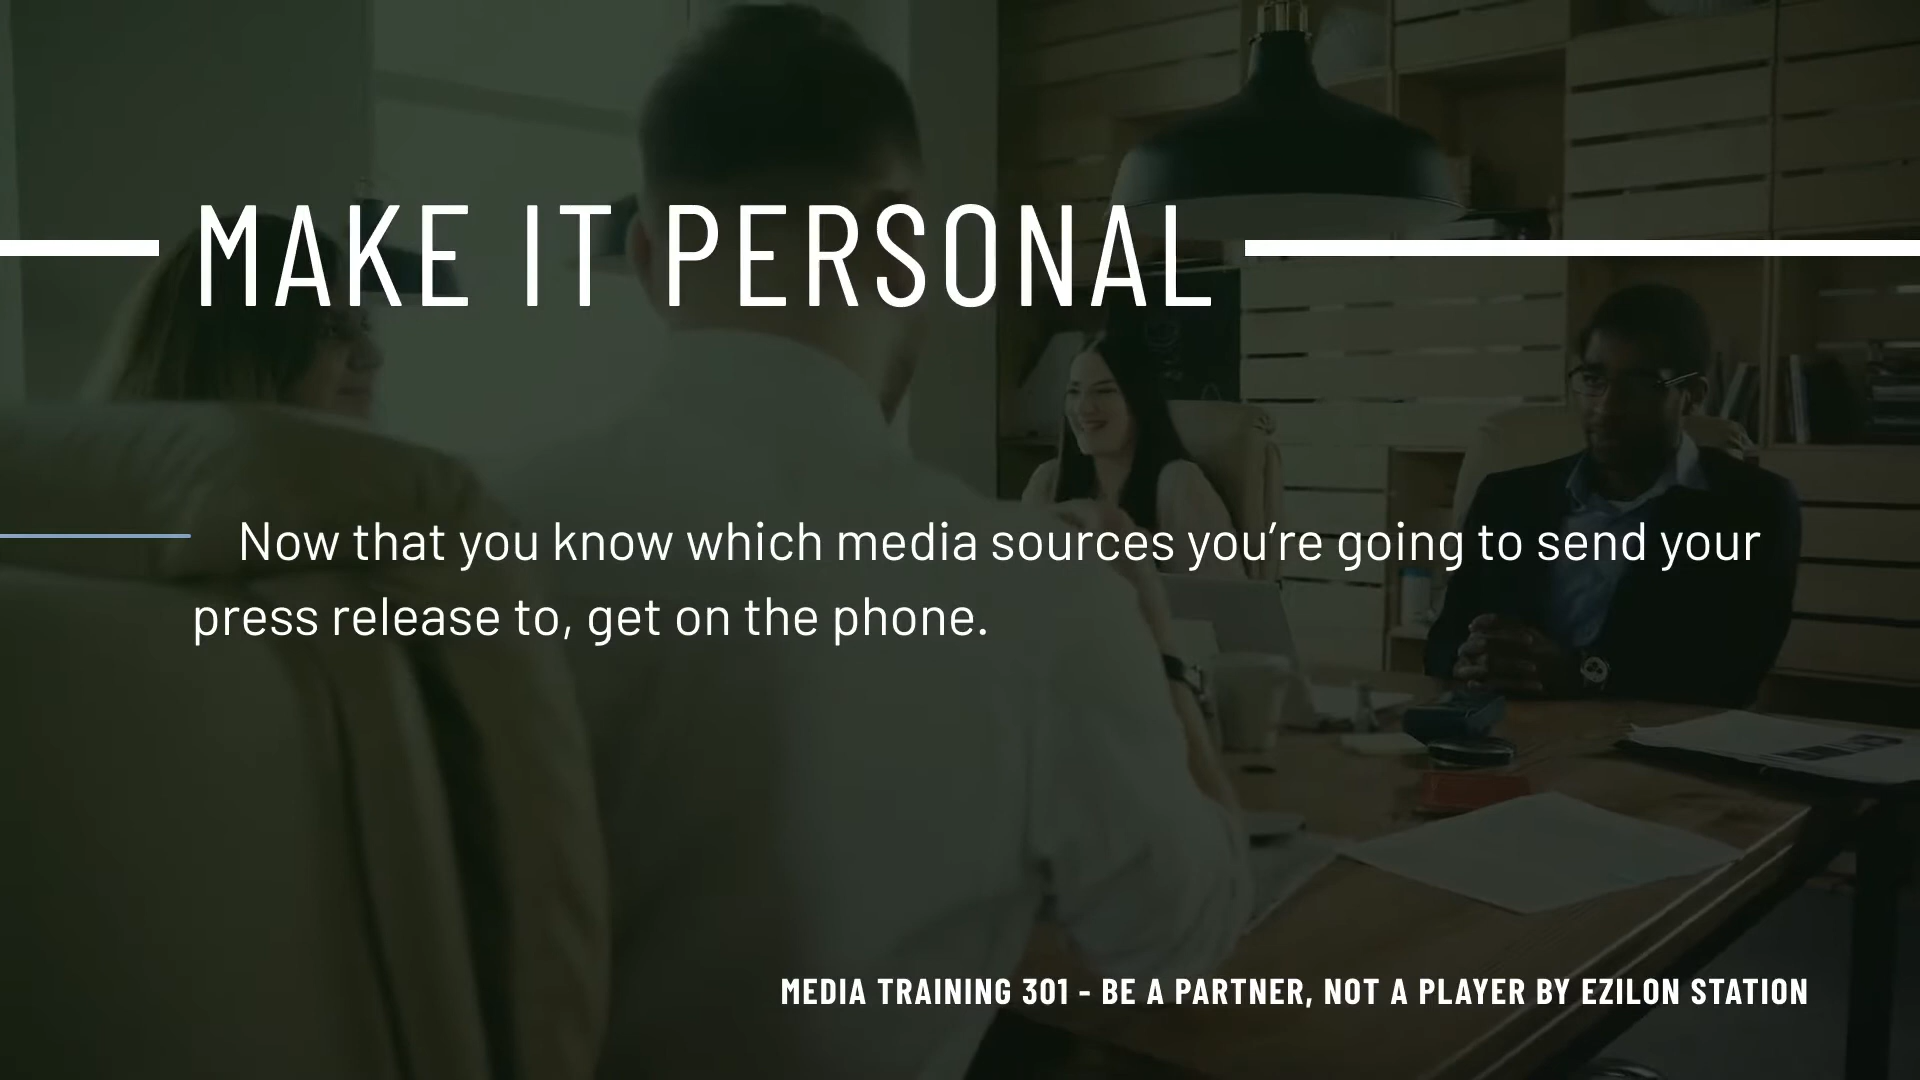 MAKE IT PERSONAL
Now that you know which media sources you’re going to send your
press release to, get on the phone.
MEDIA TRAINING 301 - BE A PARTNER, NOT A PLAYER BY EZILON STATION